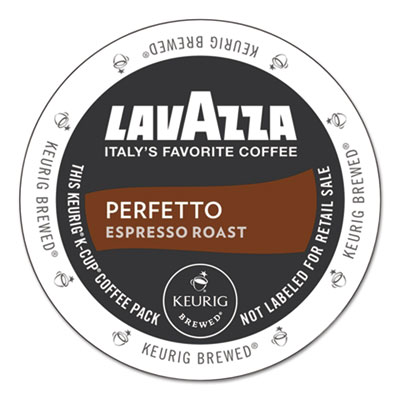 KEURIG BREWED®
KEURIG BREWED®
KEURIG BREWED®
KEURIG BREWED®
LAVAZZA
ITALY'S FAVORITE COFFEE
PERFETTO
ESPRESSO ROAST
THIS KEURIG® K-CUP® COFFEE PACK
NOT LABELED FOR RETAIL SALE
KEURIG
BREWED®